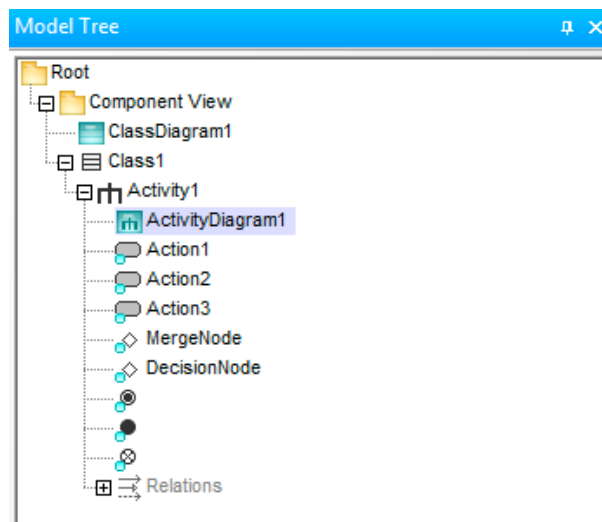 Model Tree
Root
Component View
ClassDiagram1
Class1
Activity1
ActivityDiagram1
Action1
Action2
Action3
MergeNode
DecisionNode
Relations